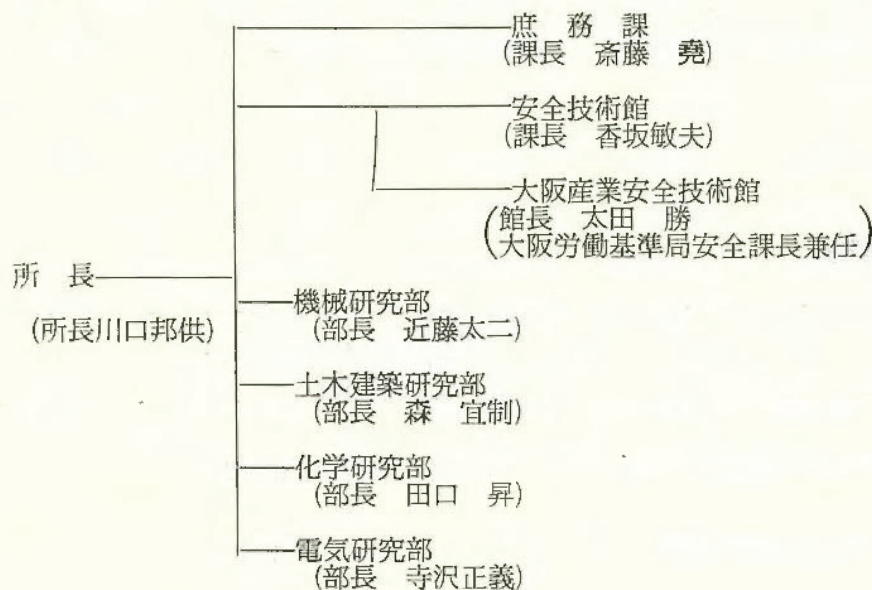 庶　務　課
(課長　斎藤　堯)
安全技術館
(課長　香坂敏夫)
大阪産業安全技術館
(館長　太田　勝
大阪労働基準局安全課長兼任)
所　長
(所長川口邦供)
機械研究部
(部長　近藤太二)
土木建築研究部
(部長　森　宜制)
化学研究部
(部長　田口　昇)
電気研究部
(部長　寺沢正義)